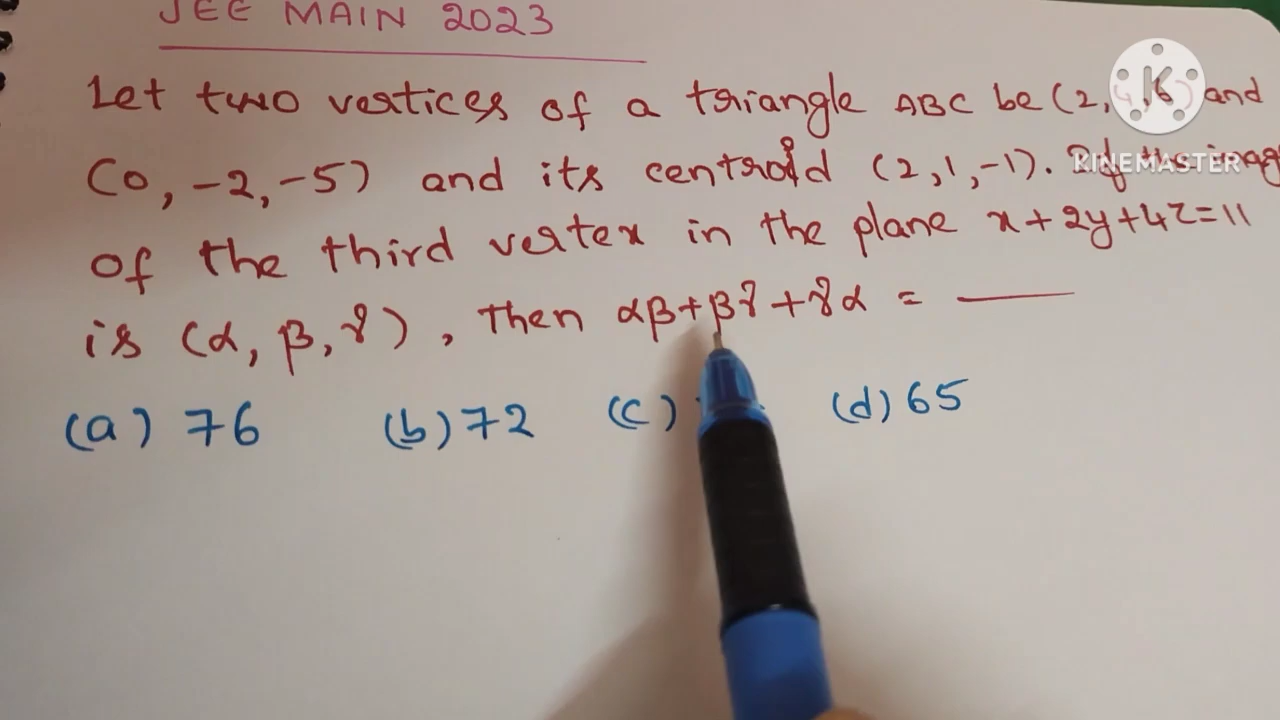 JEE MAIN 2023
Let two vertices of a triangle ABC be (2,4,6) and
(0, -2, -5) and its centroid (2,1,-1). If the image
of the third vertex in the plane x+2y+4z=11
is (α, β, γ), then αβ+βγ+γα = ___
(a) 76 (b) 72 (c) (d) 65
K
KINEMASTER